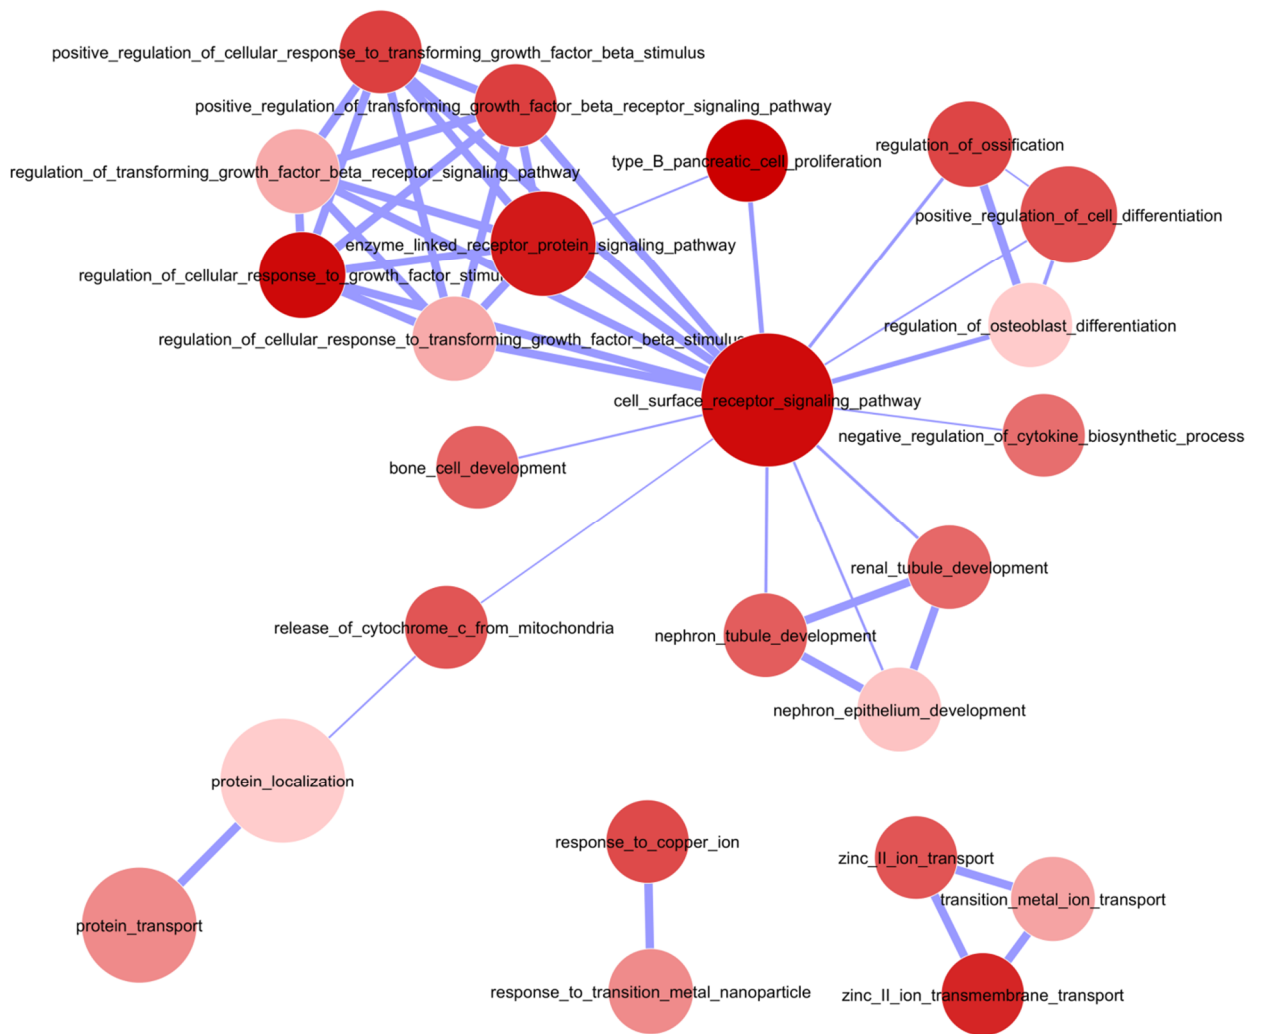 positive_regulation_of_cellular_response_to_transforming_growth_factor_beta_stimulus
positive_regulation_of_transforming_growth_factor_beta_receptor_signaling_pathway
regulation_of_ossification
type_B_pancreatic_cell_proliferation
regulation_of_transforming_growth_factor_beta_receptor_signaling_pathway
positive_regulation_of_cell_differentiation
enzyme_linked_receptor_protein_signaling_pathway
regulation_of_cellular_response_to_growth_factor_stimu
regulation_of_osteoblast_differentiation
regulation_of_cellular_response_to_transforming_growth_factor_beta_stimulus
cell_surface_receptor_signaling_pathway
negative_regulation_of_cytokine_biosynthetic_process
bone_cell_development
renal_tubule_development
release_of_cytochrome_c_from_mitochondria
nephron_tubule_development
nephron_epithelium_development
protein_localization
response_to_copper_ion
zinc_II_ion_transport
transition_metal_ion_transport
protein_transport
response_to_transition_metal_nanoparticle
zinc_II_ion_transmembrane_transport